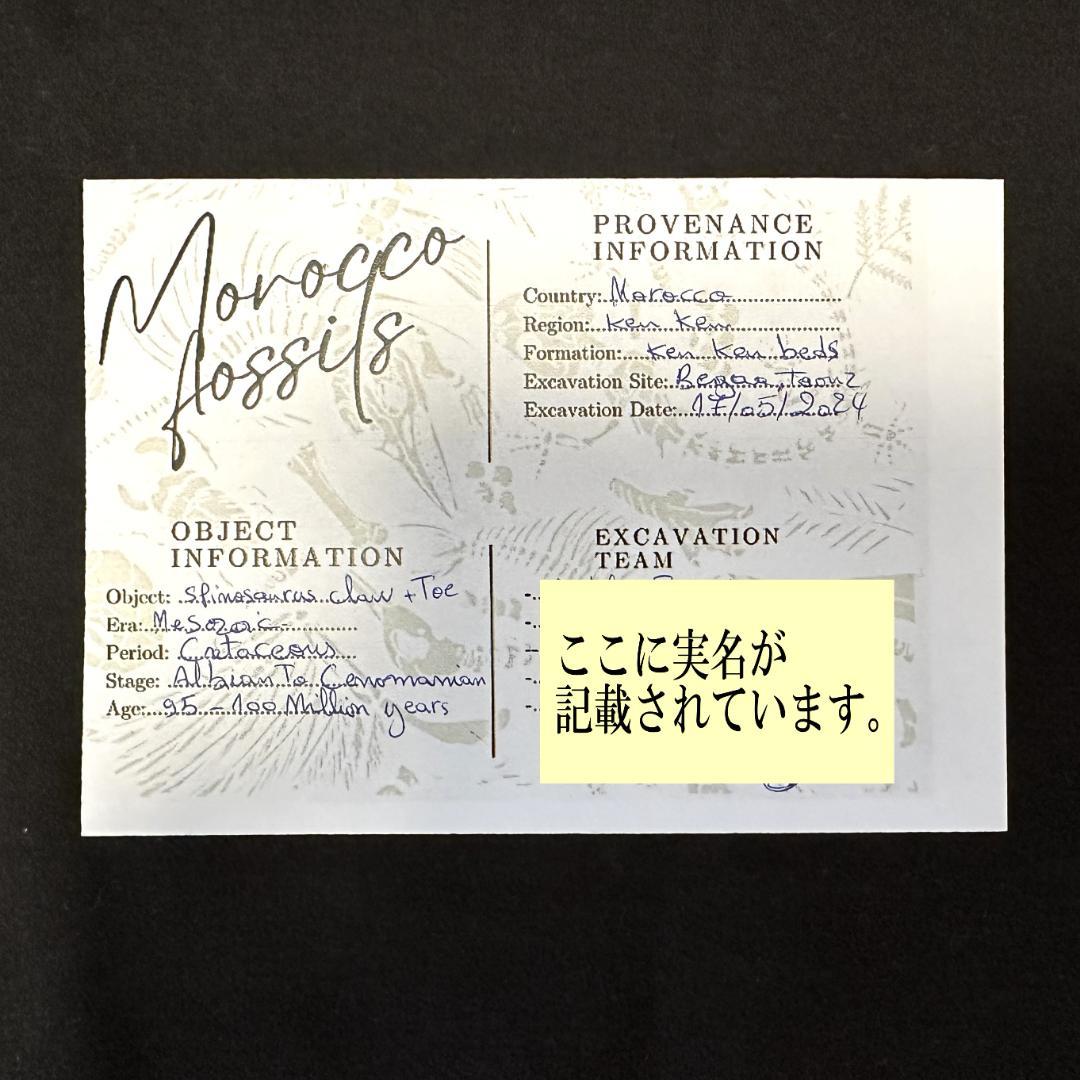 Morocco
fossils
PROVENANCE
INFORMATION
Country: Morocco
Region: Ken Kem
Formation: Ken Ken beds
Excavation Site: Taouz
Excavation Date: 17/05/2024
OBJECT
INFORMATION
Object: Spinosaurus claw + Toe
Era: Mesozoic
Period: Cretaceous
Stage: Albian To Cenomanian
Age: 95 - 100 Million years
EXCAVATION
TEAM
ここに実名が
記載されています。